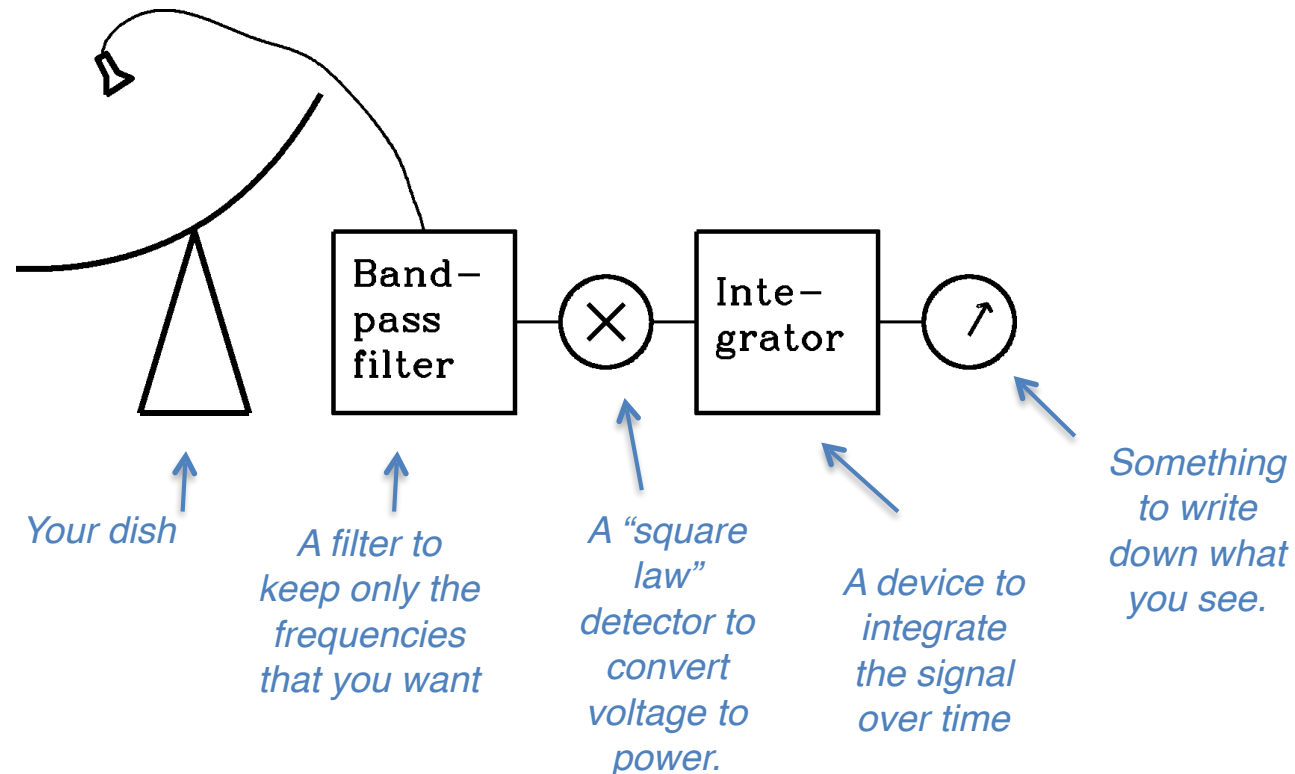 Band-
pass
filter
Inte-
grator
Your dish
A filter to
keep only the
frequencies
that you want
A “square
law”
detector to
convert
voltage to
power.
A device to
integrate
the signal
over time
Something
to write
down what
you see.